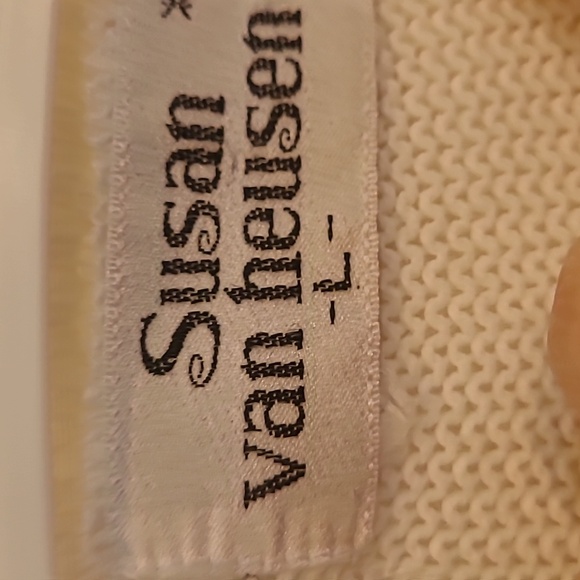 *
Susan
van heusen
-L-